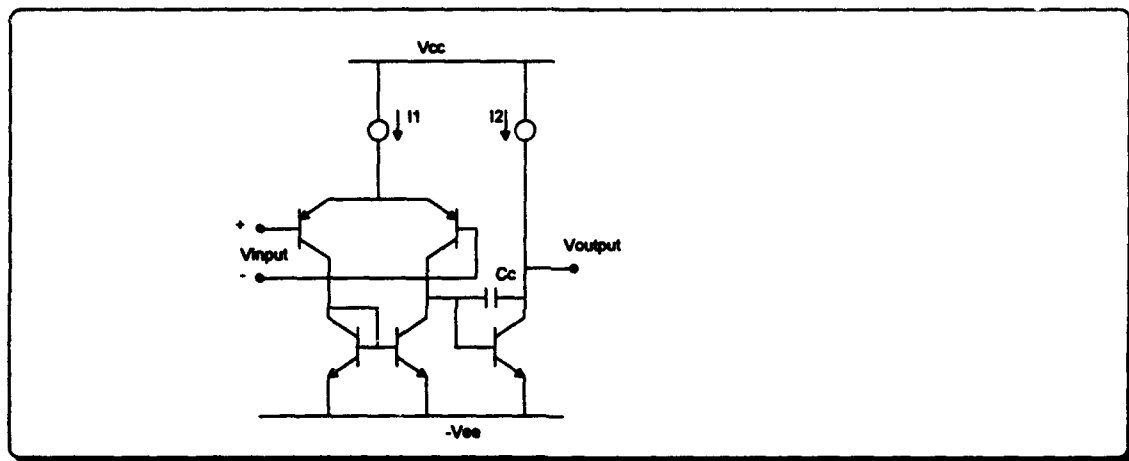 Vcc
I1
I2
+
Vinput
-
Voutput
Cc
-Vee